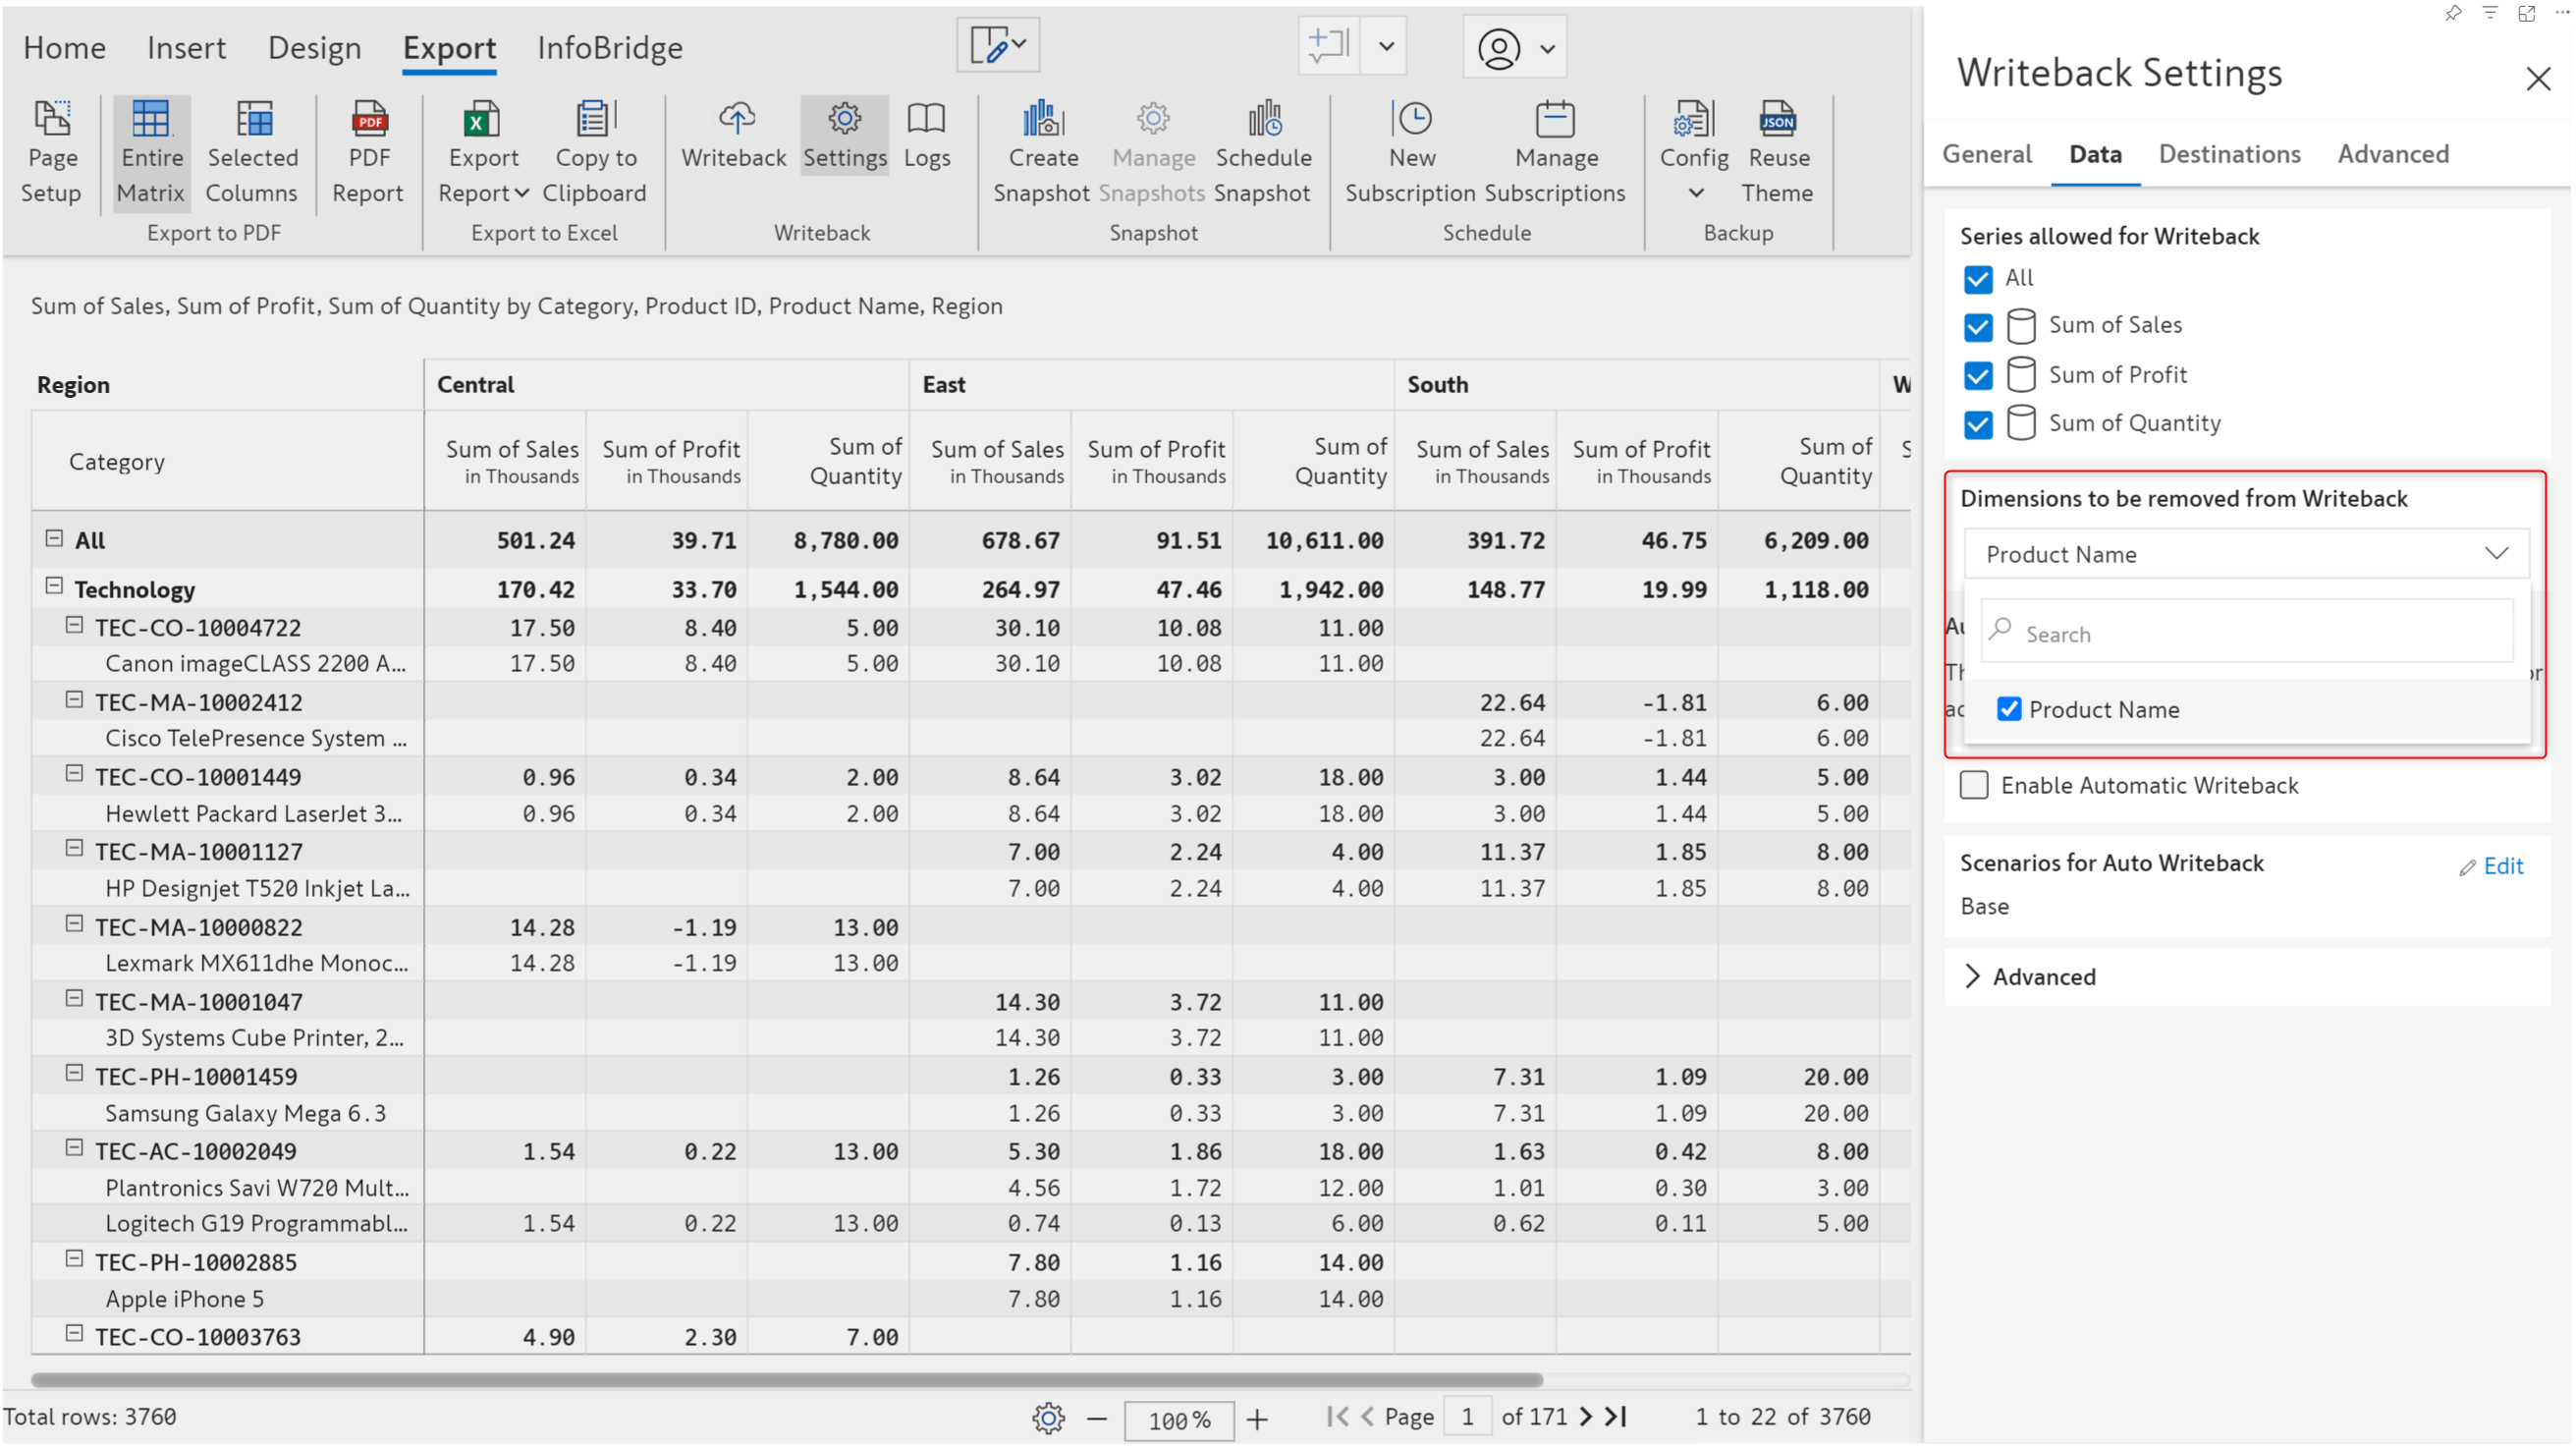 Home Insert Design Export InfoBridge
Page Setup
Entire Matrix
Selected Columns
PDF Report
Export Report
Copy to Clipboard
Writeback
Settings
Logs
Create Snapshot
Manage Snapshots
Schedule Snapshot
New Subscription
Manage Subscriptions
Config
Reuse Theme
PDF
X
JSON
Export to PDF Export to Excel Writeback Snapshot Schedule Backup
Sum of Sales, Sum of Profit, Sum of Quantity by Category, Product ID, Product Name, Region
Region Central East South W
Category Sum of Sales in Thousands Sum of Profit in Thousands Sum of Quantity Sum of Sales in Thousands Sum of Profit in Thousands Sum of Quantity Sum of Sales in Thousands Sum of Profit in Thousands Sum of Quantity S
All 501.24 39.71 8,780.00 678.67 91.51 10,611.00 391.72 46.75 6,209.00
Technology 170.42 33.70 1,544.00 264.97 47.46 1,942.00 148.77 19.99 1,118.00
TEC-CO-10004722 17.50 8.40 5.00 30.10 10.08 11.00
Canon imageCLASS 2200 A... 17.50 8.40 5.00 30.10 10.08 11.00
TEC-MA-10002412 22.64 -1.81 6.00
Cisco TelePresence System ... 22.64 -1.81 6.00
TEC-CO-10001449 0.96 0.34 2.00 8.64 3.02 18.00 3.00 1.44 5.00
Hewlett Packard LaserJet 3... 0.96 0.34 2.00 8.64 3.02 18.00 3.00 1.44 5.00
TEC-MA-10001127 7.00 2.24 4.00 11.37 1.85 8.00
HP Designjet T520 Inkjet La... 7.00 2.24 4.00 11.37 1.85 8.00
TEC-MA-10000822 14.28 -1.19 13.00
Lexmark MX611dhe Monoc... 14.28 -1.19 13.00
TEC-MA-10001047 14.30 3.72 11.00
3D Systems Cube Printer, 2... 14.30 3.72 11.00
TEC-PH-10001459 1.26 0.33 3.00 7.31 1.09 20.00
Samsung Galaxy Mega 6.3 1.26 0.33 3.00 7.31 1.09 20.00
TEC-AC-10002049 1.54 0.22 13.00 5.30 1.86 18.00 1.63 0.42 8.00
Plantronics Savi W720 Mult... 4.56 1.72 12.00 1.01 0.30 3.00
Logitech G19 Programmabl... 1.54 0.22 13.00 0.74 0.13 6.00 0.62 0.11 5.00
TEC-PH-10002885 7.80 1.16 14.00
Apple iPhone 5 7.80 1.16 14.00
TEC-CO-10003763 4.90 2.30 7.00
Total rows: 3760 100% Page 1 of 171 1 to 22 of 3760
Writeback Settings
General Data Destinations Advanced
Series allowed for Writeback
All
Sum of Sales
Sum of Profit
Sum of Quantity
Dimensions to be removed from Writeback
Product Name
Search
Product Name
Enable Automatic Writeback
Scenarios for Auto Writeback Edit
Base
Advanced